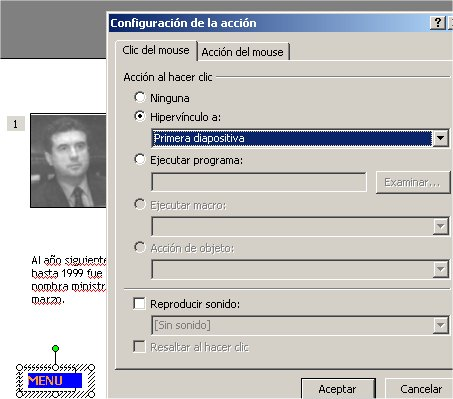 Configuración de la acción
Clic del mouse
Acción del mouse
Acción al hacer clic
Ninguna
Hipervínculo a:
1
Primera diapositiva
Ejecutar programa:
Examinar...
Ejecutar macro:
Acción de objeto:
Al año siguiente
hasta 1999 fue
nombra ministr
marzo.
Reproducir sonido:
[Sin sonido]
Resaltar al hacer clic
MENU
Aceptar
Cancelar